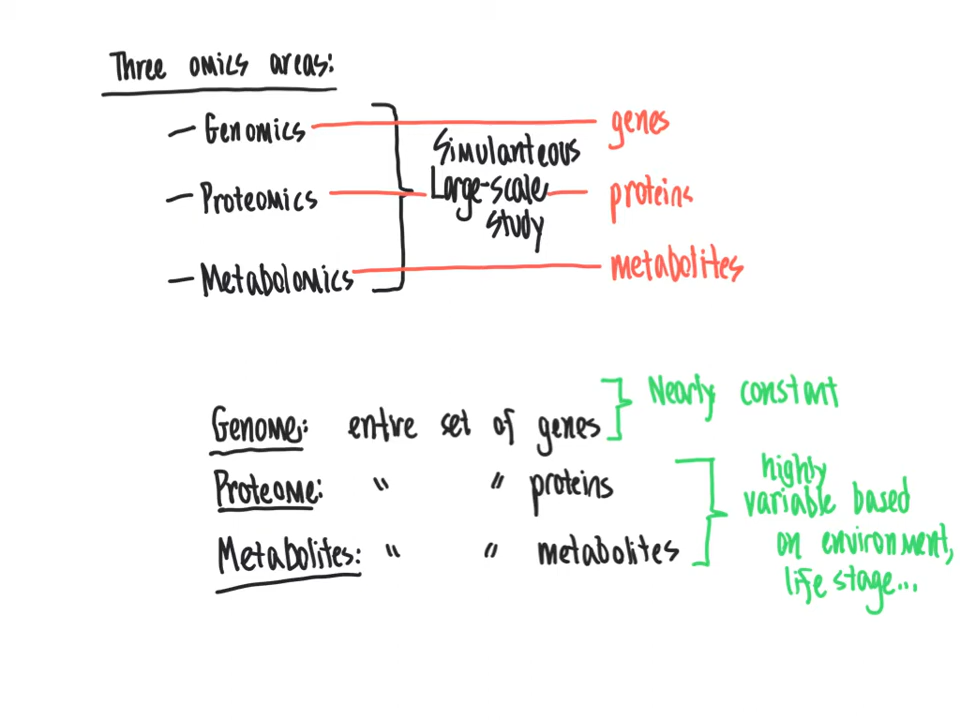 Three omics areas:
— Genomics
genes
Simulanteous
— Proteomics
Large-scale
proteins
study
— Metabolomics
metabolites
Nearly constant
Genome: entire set of genes
highly
Proteome: " " proteins
variable based
on environment,
Metabolites: " " metabolites
life stage...